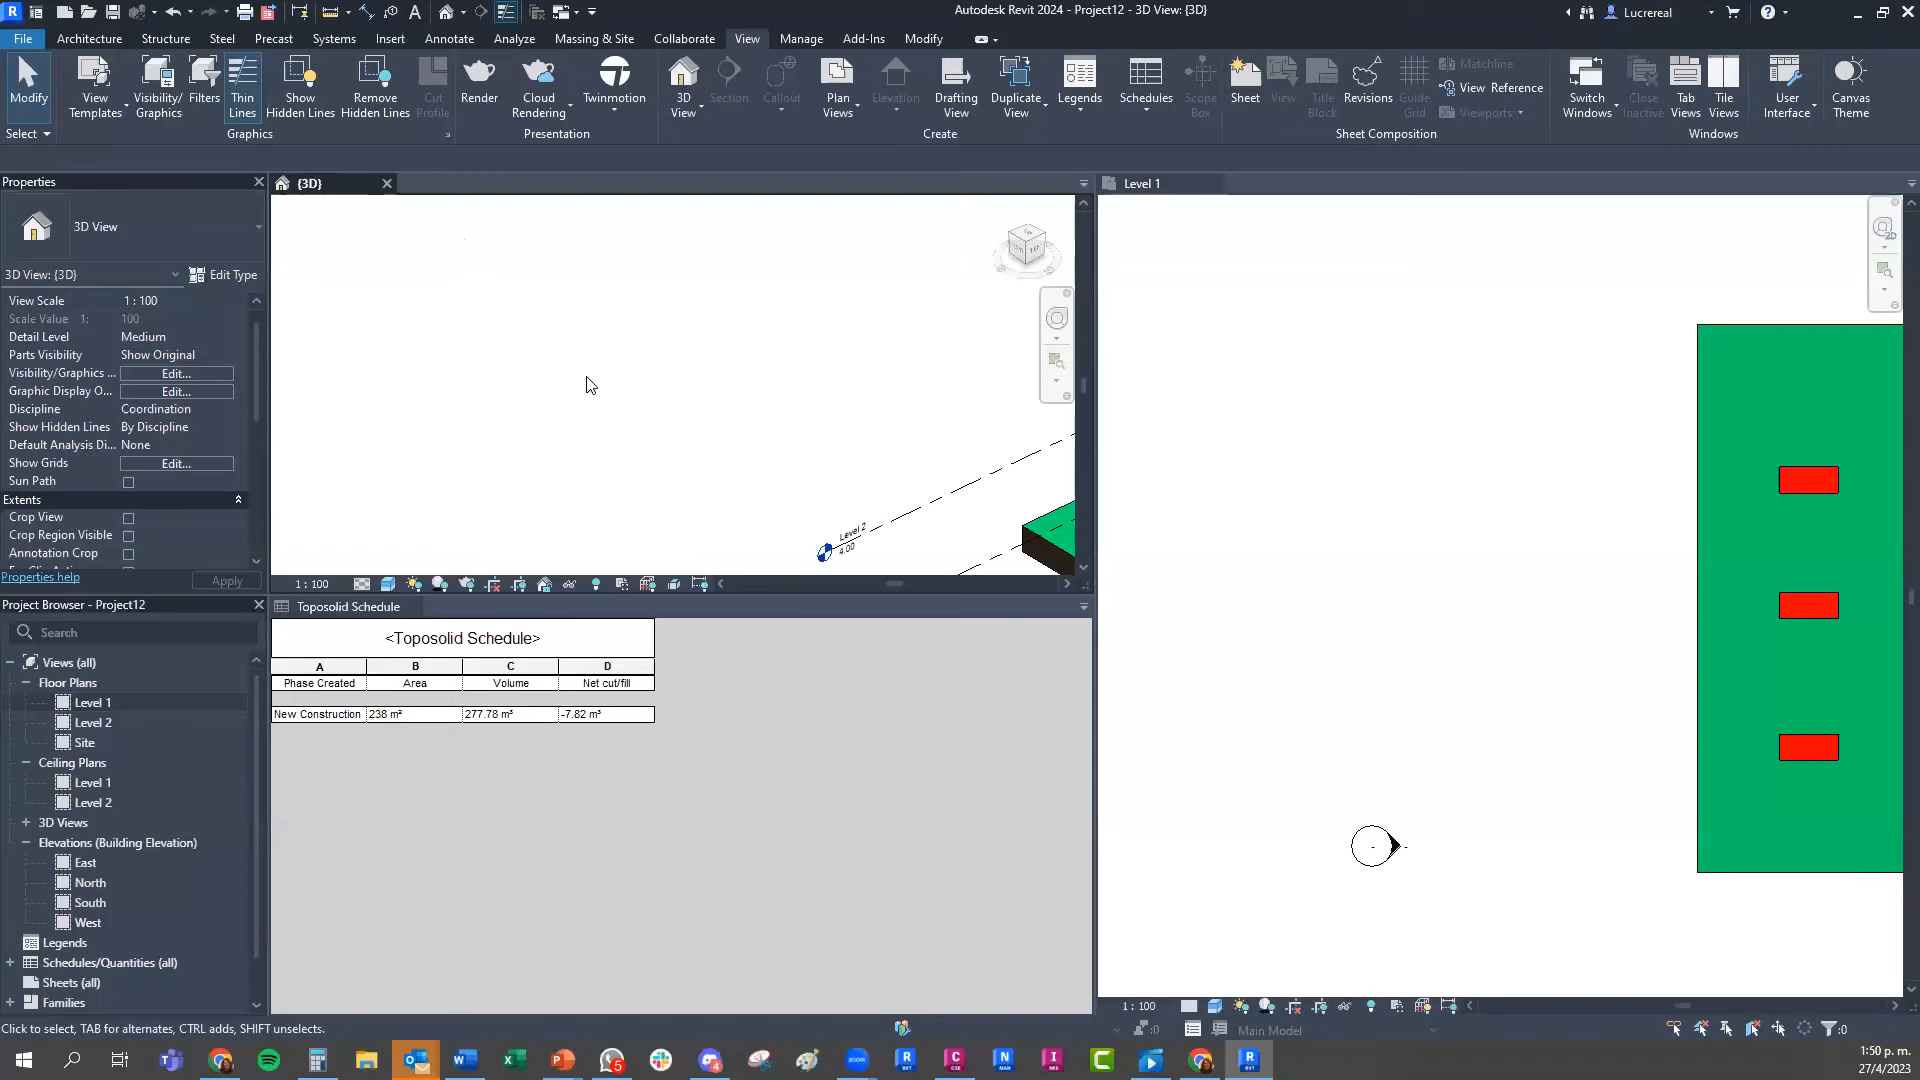 Autodesk Revit 2024 - Project12 - 3D View: {3D}
Lucrereal
File
Architecture
Structure
Steel
Precast
Systems
Insert
Annotate
Analyze
Massing & Site
Collaborate
View
Manage
Add-Ins
Modify
Modify
View Templates
Visibility/ Graphics
Filters
Thin Lines
Show Hidden Lines
Remove Hidden Lines
Cut Profile
Render
Cloud Rendering
Twinmotion
3D View
Section
Callout
Plan Views
Elevation
Drafting View
Duplicate View
Legends
Schedules
Scope Box
Sheet
View
Title Block
Revisions
Guide Grid
Matchline
View Reference
Viewports
Switch Windows
Close Inactive
Tab Views
Tile Views
User Interface
Canvas Theme
Select
Graphics
Presentation
Create
Sheet Composition
Windows
Properties
3D View
3D View: {3D}
Edit Type
View Scale 1 : 100
Scale Value 1: 100
Detail Level Medium
Parts Visibility Show Original
Visibility/Graphics ... Edit...
Graphic Display O... Edit...
Discipline Coordination
Show Hidden Lines By Discipline
Default Analysis Di... None
Show Grids Edit...
Sun Path
Extents
Crop View
Crop Region Visible
Annotation Crop
Properties help
Apply
Project Browser - Project12
Search
Views (all)
Floor Plans
Level 1
Level 2
Site
Ceiling Plans
Level 1
Level 2
3D Views
Elevations (Building Elevation)
East
North
South
West
Legends
Schedules/Quantities (all)
Sheets (all)
Families
{3D}
Level 2
4.00
1 : 100
Toposolid Schedule
<Toposolid Schedule>
A B C D
Phase Created Area Volume Net cut/fill
New Construction 238 m² 277.78 m³ -7.82 m³
Level 1
2D
1 : 100
Click to select, TAB for alternates, CTRL adds, SHIFT unselects.
:0
Main Model
:0
5
4
zoom
1:50 p. m.
27/4/2023